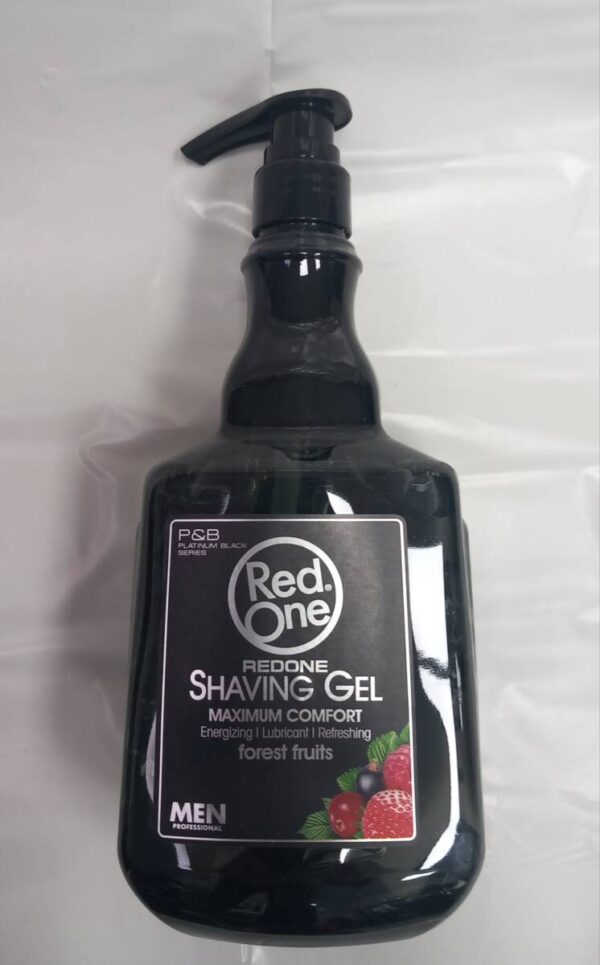 P&B
PLATINUM BLACK
SERIES
Red
One
REDONE
SHAVING GEL
MAXIMUM COMFORT
Energizing | Lubricant | Refreshing
forest fruits
MEN
PROFESSIONAL